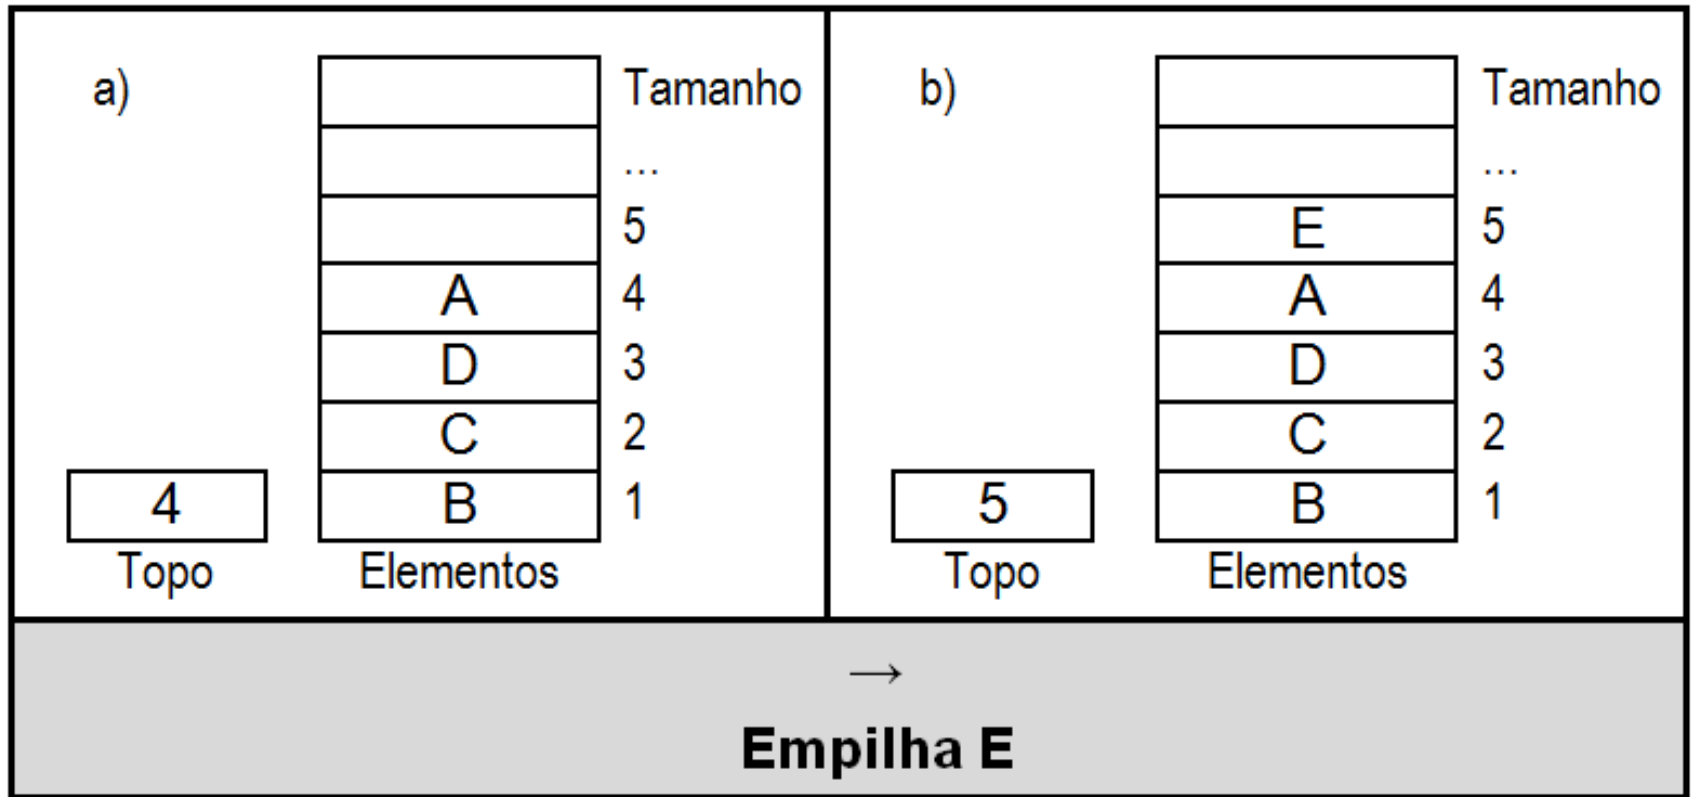 a)
Tamanho
...
5
A 4
D 3
C 2
4 B 1
Topo Elementos
b)
Tamanho
...
E 5
A 4
D 3
C 2
5 B 1
Topo Elementos
→
Empilha E